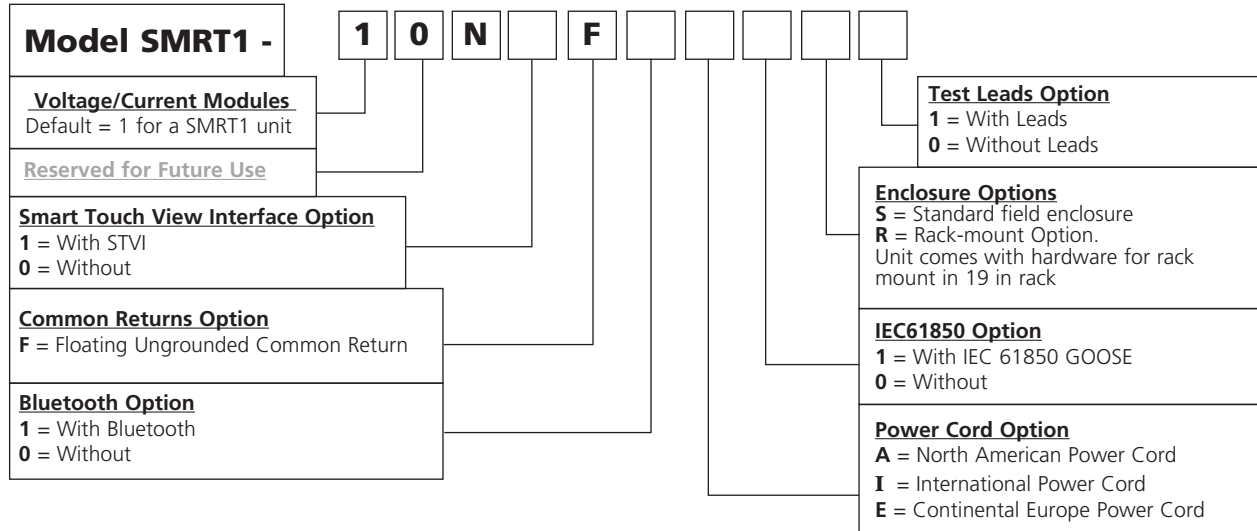 Model SMRT1 - 1 0 N F
Voltage/Current Modules
Default = 1 for a SMRT1 unit
Reserved for Future Use
Smart Touch View Interface Option
1 = With STVI
0 = Without
Common Returns Option
F = Floating Ungrounded Common Return
Bluetooth Option
1 = With Bluetooth
0 = Without
Test Leads Option
1 = With Leads
0 = Without Leads
Enclosure Options
S = Standard field enclosure
R = Rack-mount Option.
Unit comes with hardware for rack
mount in 19 in rack
IEC61850 Option
1 = With IEC 61850 GOOSE
0 = Without
Power Cord Option
A = North American Power Cord
I = International Power Cord
E = Continental Europe Power Cord